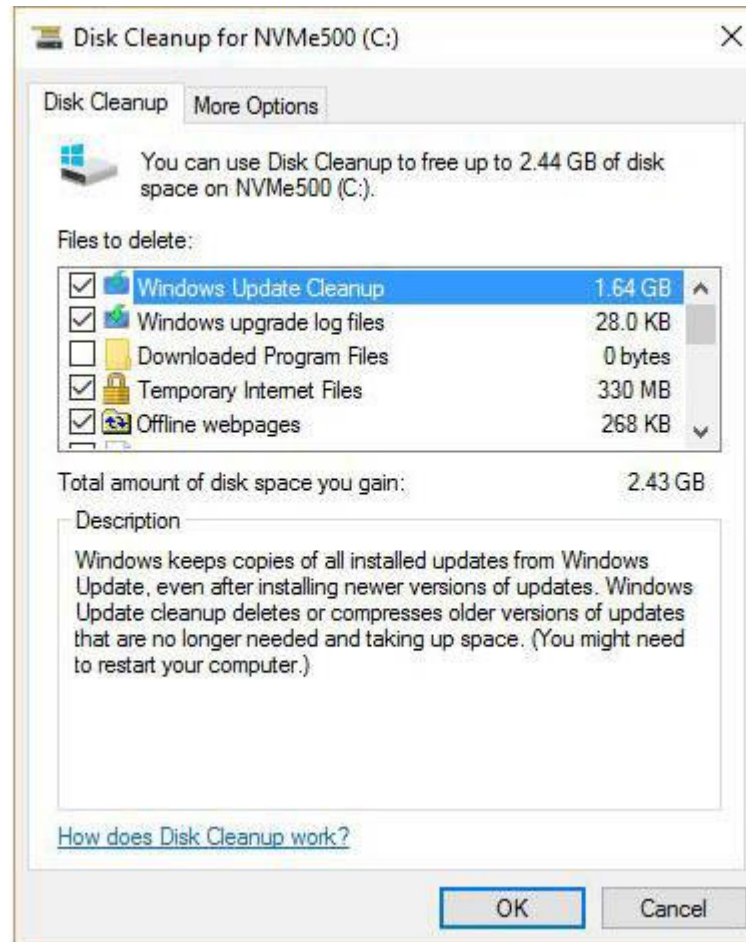 Disk Cleanup for NVMe500 (C:)
Disk Cleanup
More Options
You can use Disk Cleanup to free up to 2.44 GB of disk
space on NVMe500 (C:).
Files to delete:
Windows Update Cleanup 1.64 GB
Windows upgrade log files 28.0 KB
Downloaded Program Files 0 bytes
Temporary Internet Files 330 MB
Offline webpages 268 KB
Total amount of disk space you gain: 2.43 GB
Description
Windows keeps copies of all installed updates from Windows
Update, even after installing newer versions of updates. Windows
Update cleanup deletes or compresses older versions of updates
that are no longer needed and taking up space. (You might need
to restart your computer.)
How does Disk Cleanup work?
OK
Cancel